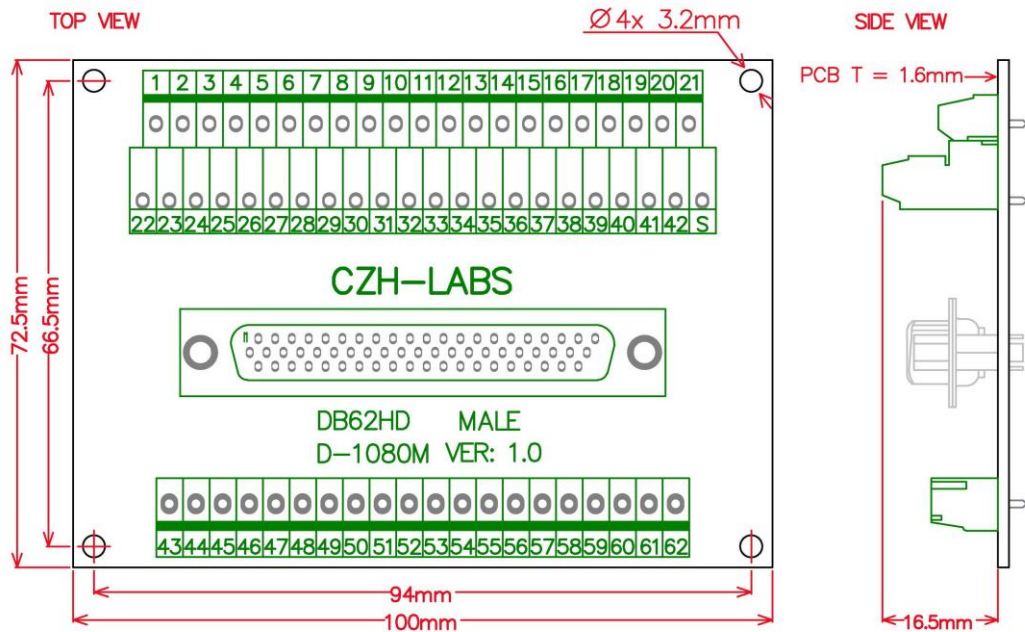 TOP VIEW
Ø 4x 3.2mm
SIDE VIEW
PCB T = 1.6mm
1 2 3 4 5 6 7 8 9 10 11 12 13 14 15 16 17 18 19 20 21
22 23 24 25 26 27 28 29 30 31 32 33 34 35 36 37 38 39 40 41 42 S
CZH-LABS
72.5mm
66.5mm
DB62HD MALE
D-1080M VER: 1.0
43 44 45 46 47 48 49 50 51 52 53 54 55 56 57 58 59 60 61 62
94mm
100mm
16.5mm